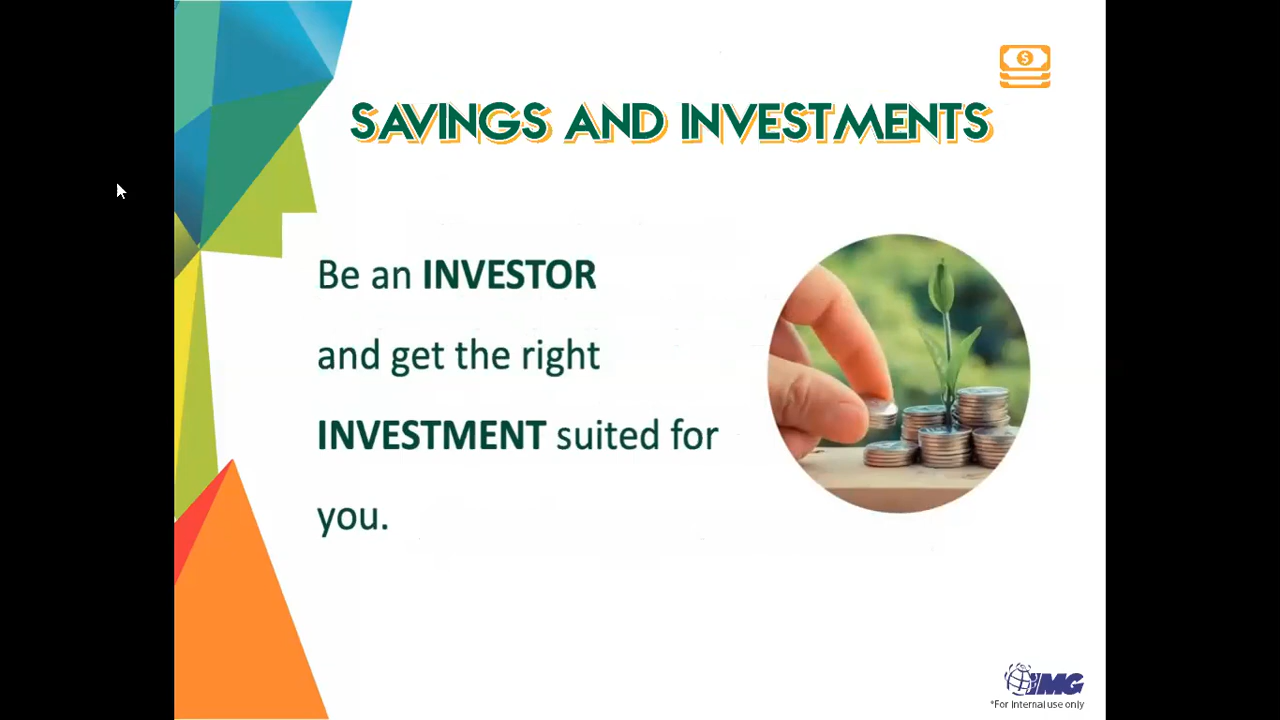 SAVINGS AND INVESTMENTS
Be an INVESTOR
and get the right
INVESTMENT suited for
you.
IMG
*For internal use only